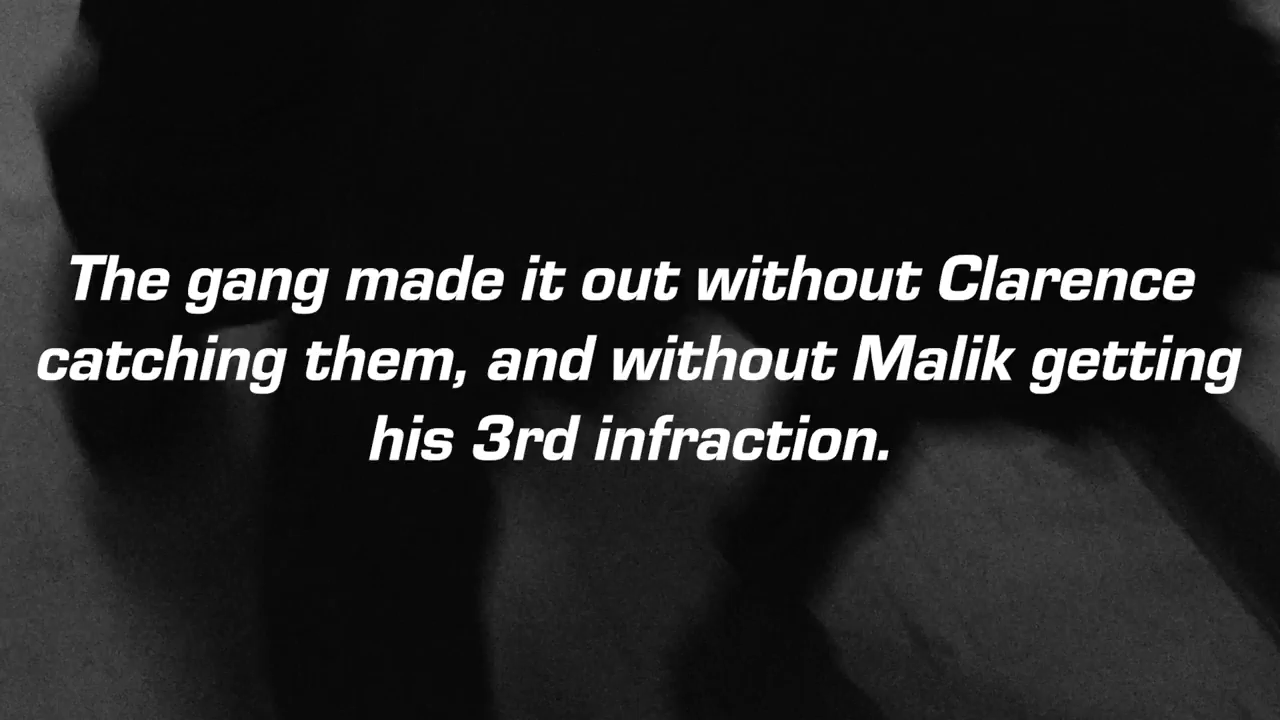 The gang made it out without Clarence
catching them, and without Malik getting
his 3rd infraction.